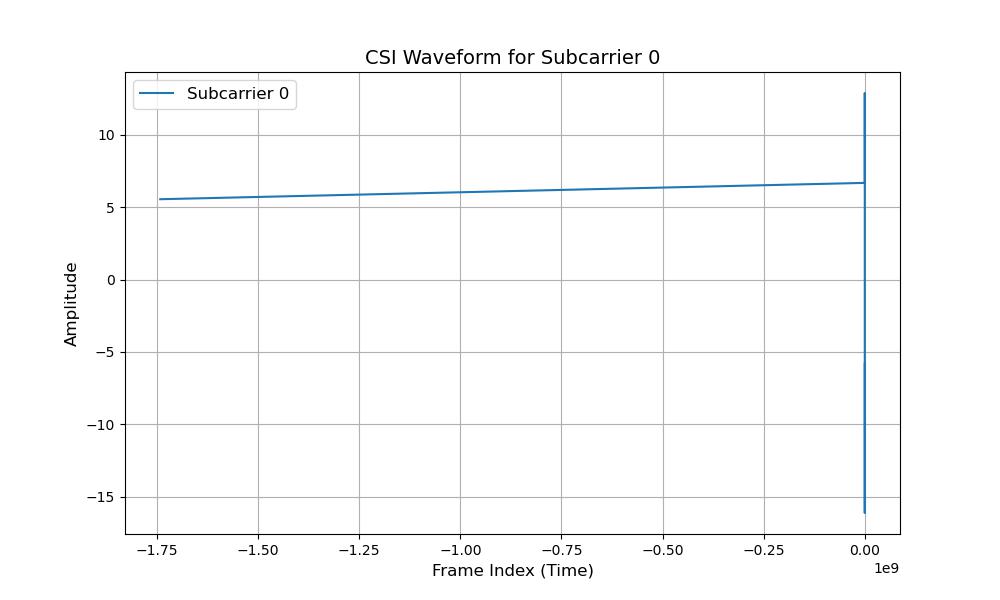 CSI Waveform for Subcarrier 0
Subcarrier 0
Amplitude
10
5
0
−5
−10
−15
−1.75 −1.50 −1.25 −1.00 −0.75 −0.50 −0.25 0.00
1e9
Frame Index (Time)